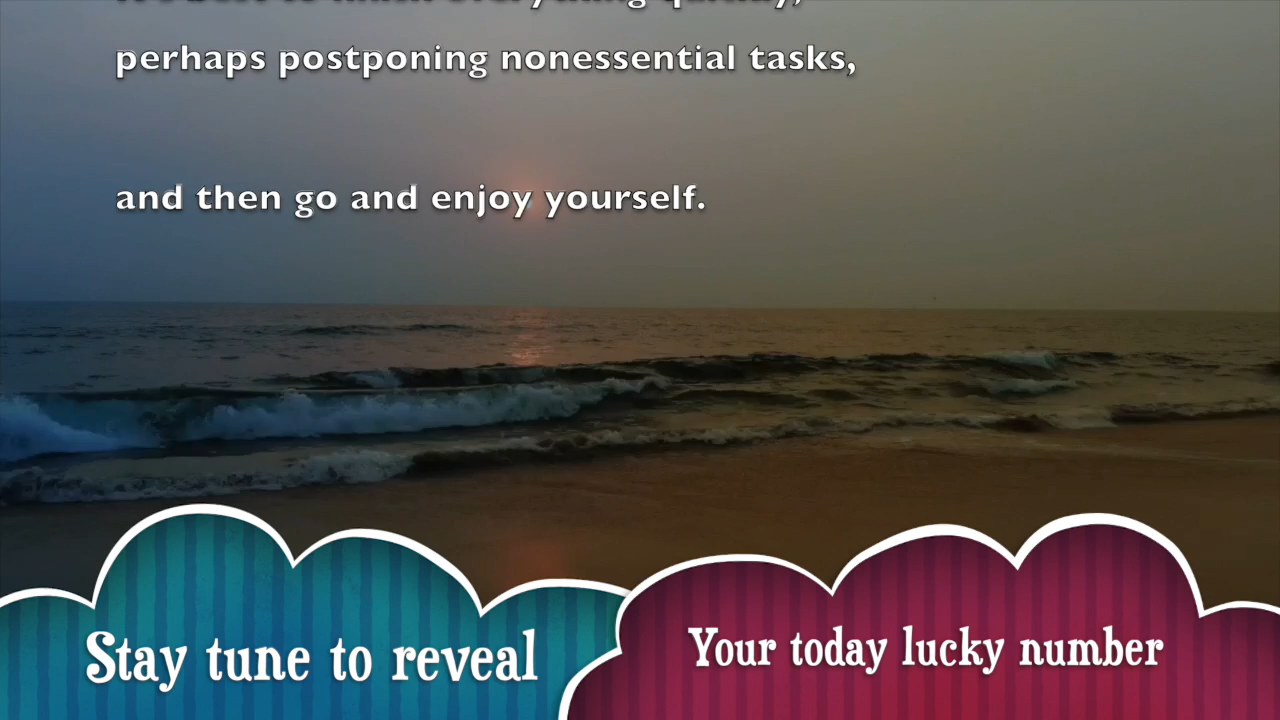 perhaps postponing nonessential tasks,
and then go and enjoy yourself.
Stay tune to reveal
Your today lucky number